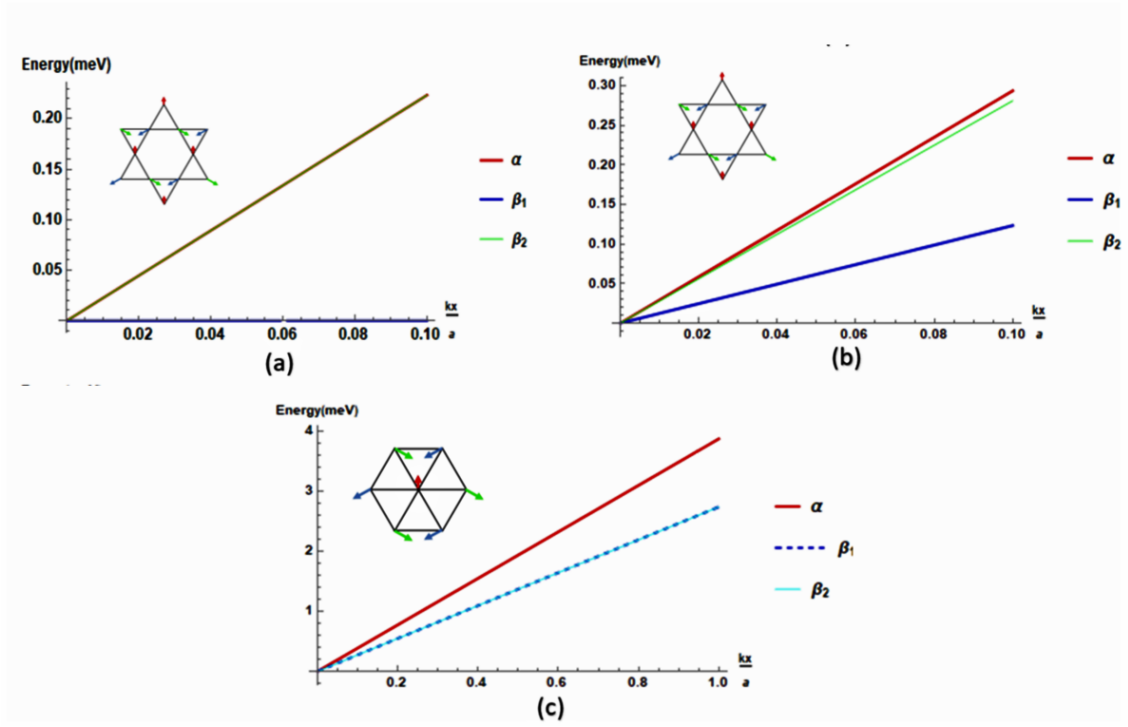 Energy(meV)
0.20
0.15
0.10
0.05
0.02 0.04 0.06 0.08 0.10
kx
a
α
β1
β2
(a)
Energy(meV)
0.30
0.25
0.20
0.15
0.10
0.05
0.02 0.04 0.06 0.08 0.10
kx
a
α
β1
β2
(b)
Energy(meV)
4
3
2
1
0.2 0.4 0.6 0.8 1.0
kx
a
α
β1
β2
(c)